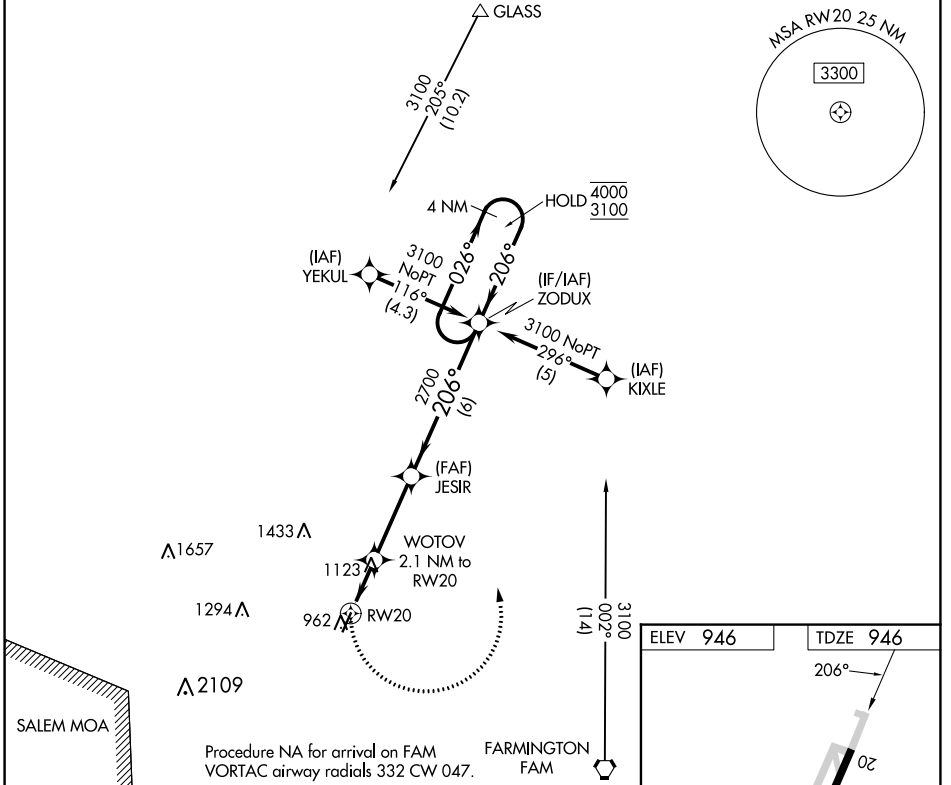 GLASS
3100
205°
(10.2)
MSA RW20 25 NM
3300
4 NM
HOLD
4000
3100
026°
206°
(IAF)
YEKUL
3100
NoPT
116°
(4.3)
(IF/IAF)
ZODUX
3100 NoPT
296°
(5)
(IAF)
KIXLE
2700
206°
(6)
(FAF)
JESIR
1433
1657
WOTOV
2.1 NM to
RW20
1123
1294
962
RW20
3100
002°
(14)
2109
SALEM MOA
Procedure NA for arrival on FAM
VORTAC airway radials 332 CW 047.
FARMINGTON
FAM
ELEV 946
TDZE 946
206°
20